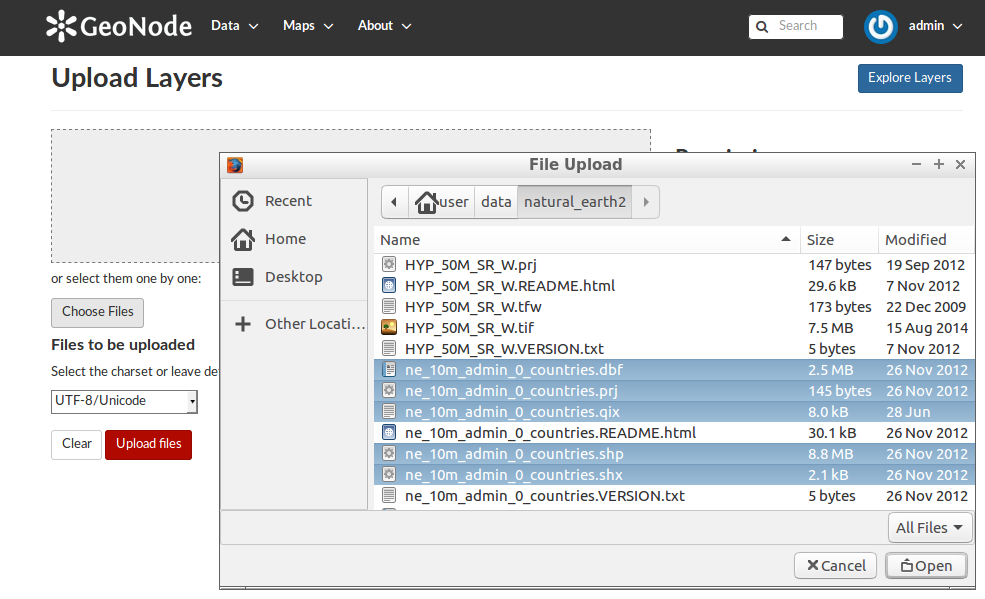 GeoNode Data Maps About Search admin
Upload Layers Explore Layers
File Upload
Recent
Home
Desktop
Other Locati...
user data natural_earth2
Name Size Modified
HYP_50M_SR_W.prj 147 bytes 19 Sep 2012
HYP_50M_SR_W.README.html 29.6 kB 7 Nov 2012
HYP_50M_SR_W.tfw 173 bytes 22 Dec 2009
HYP_50M_SR_W.tif 7.5 MB 15 Aug 2014
HYP_50M_SR_W.VERSION.txt 5 bytes 7 Nov 2012
ne_10m_admin_0_countries.dbf 2.5 MB 26 Nov 2012
ne_10m_admin_0_countries.prj 145 bytes 26 Nov 2012
ne_10m_admin_0_countries.qix 8.0 kB 28 Jun
ne_10m_admin_0_countries.README.html 30.1 kB 26 Nov 2012
ne_10m_admin_0_countries.shp 8.8 MB 26 Nov 2012
ne_10m_admin_0_countries.shx 2.1 kB 26 Nov 2012
ne_10m_admin_0_countries.VERSION.txt 5 bytes 26 Nov 2012
All Files
Cancel Open
or select them one by one:
Choose Files
Files to be uploaded
Select the charset or leave
UTF-8/Unicode
Clear Upload files